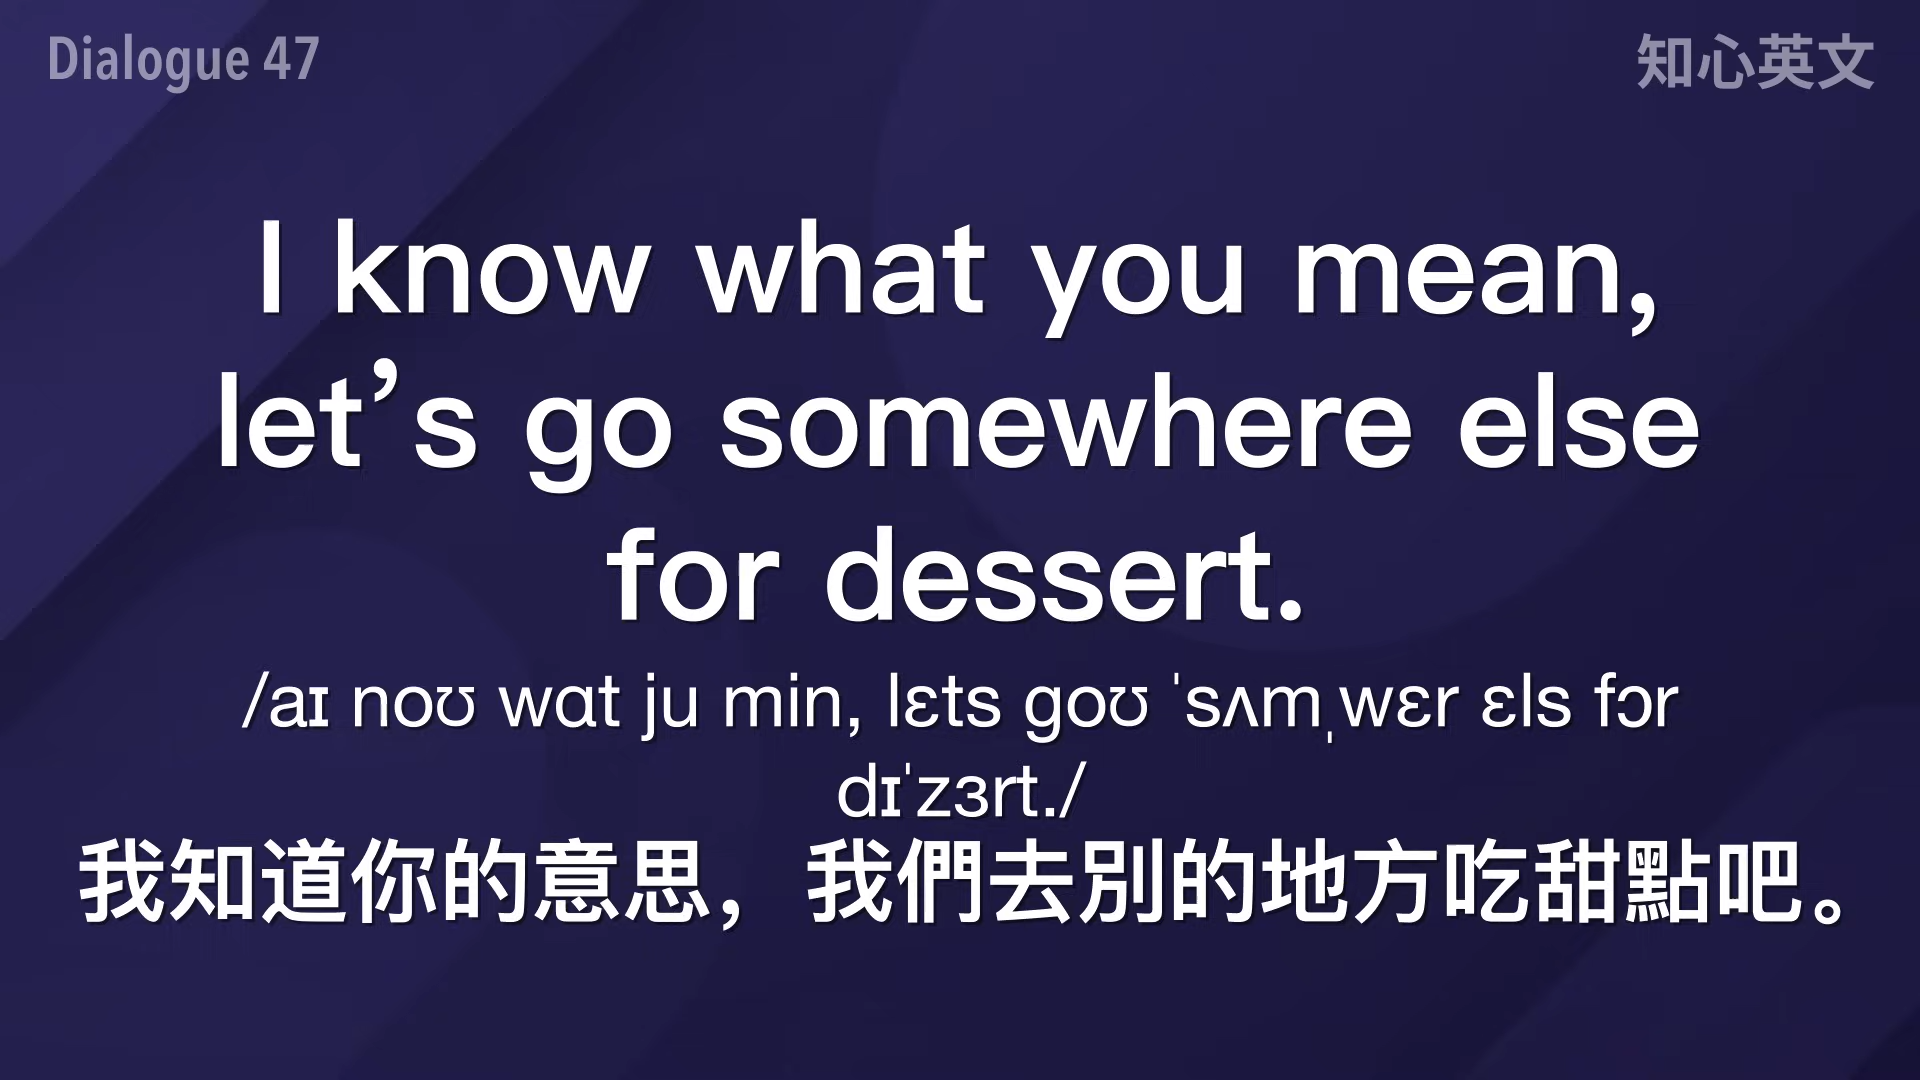 Dialogue 47
知心英文
I know what you mean,
let’s go somewhere else
for dessert.
/aɪ noʊ wɑt ju min, lɛts goʊ ˈsʌmˌwɛr ɛls fɔr
dɪˈzɜrt./
我知道你的意思，我們去別的地方吃甜點吧。